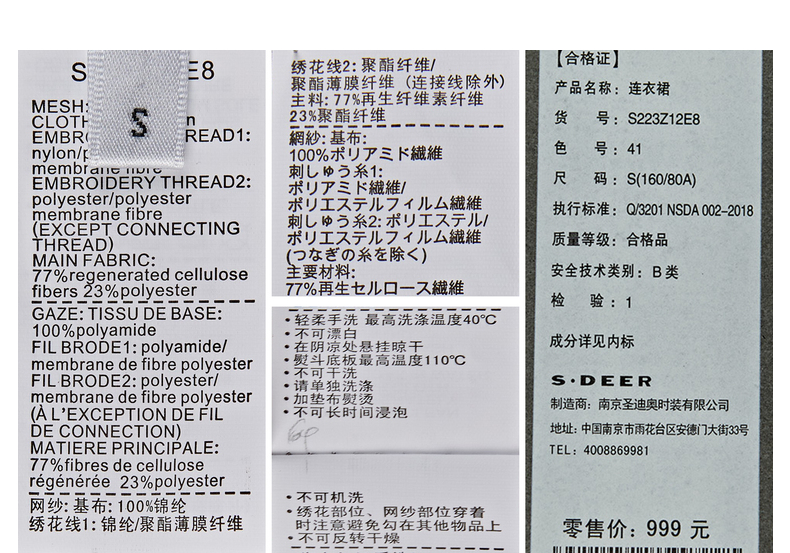 S E8
S
MESH:
CLOTH n
EMBRO READ1:
nylon/p
membrane fibre
EMBROIDERY THREAD2:
polyester/polyester
membrane fibre
(EXCEPT CONNECTING
THREAD)
MAIN FABRIC:
77%regenerated cellulose
fibers 23%polyester
GAZE: TISSU DE BASE:
100%polyamide
FIL BRODE1: polyamide/
membrane de fibre polyester
FIL BRODE2: polyester/
membrane de fibre polyester
(À L'EXCEPTION DE FIL
DE CONNECTION)
MATIERE PRINCIPALE:
77%fibres de cellulose
régénérée 23%polyester
网纱: 基布: 100%锦纶
绣花线1: 锦纶/聚酯薄膜纤维
绣花线2: 聚酯纤维/
聚酯薄膜纤维（连接线除外）
主料: 77%再生纤维素纤维
23%聚酯纤维
網紗: 基布:
100%ポリアミド繊維
刺しゅう糸1:
ポリアミド繊維/
ポリエステルフィルム繊維
刺しゅう糸2: ポリエステル/
ポリエステルフィルム繊維
(つなぎの糸を除く)
主要材料:
77%再生セルロース繊維
•轻柔手洗 最高洗涤温度40℃
•不可漂白
•在阴凉处悬挂晾干
•熨斗底板最高温度110℃
•不可干洗
•请单独洗涤
•加垫布熨烫
•不可长时间浸泡
•不可机洗
•绣花部位、网纱部位穿着
时注意避免勾在其他物品上
•不可反转干燥
【合格证】
产品名称: 连衣裙
货 号: S223Z12E8
色 号: 41
尺 码: S(160/80A)
执行标准: Q/3201 NSDA 002-2018
质量等级: 合格品
安全技术类别: B 类
检 验: 1
成分详见内标
S·DEER
制造商: 南京圣迪奥时装有限公司
地址: 中国南京市雨花台区安德门大街33号
TEL: 4008869981
零售价: 999 元